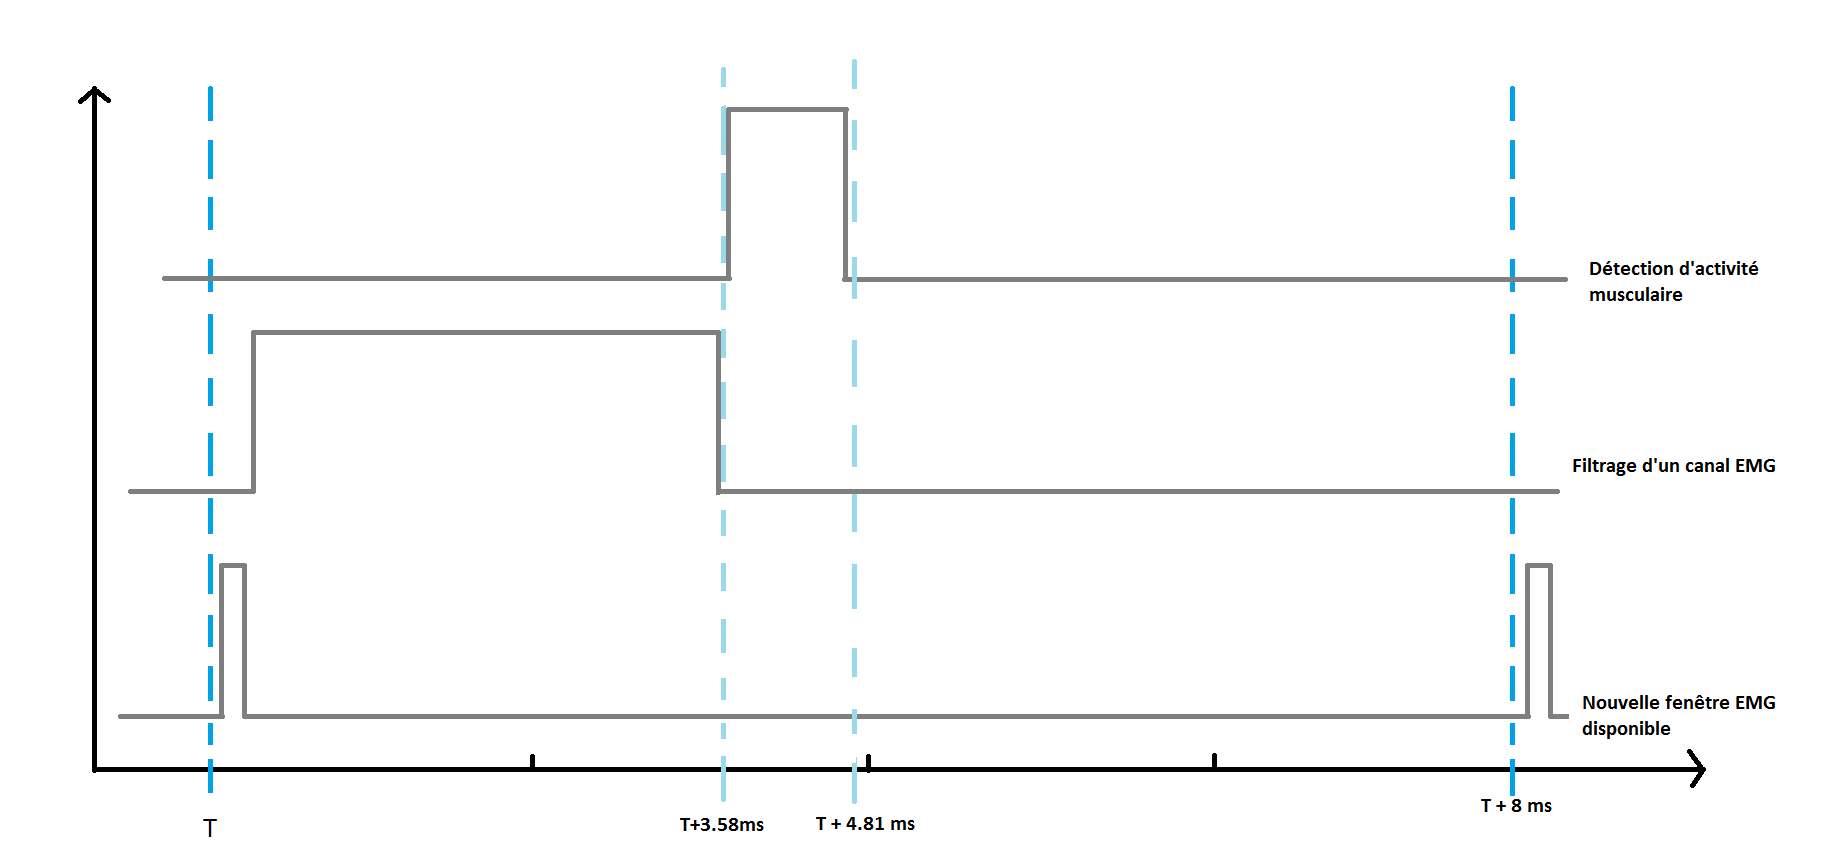 Détection d'activité
musculaire
Filtrage d'un canal EMG
Nouvelle fenêtre EMG
disponible
T
T+3.58ms
T + 4.81 ms
T + 8 ms